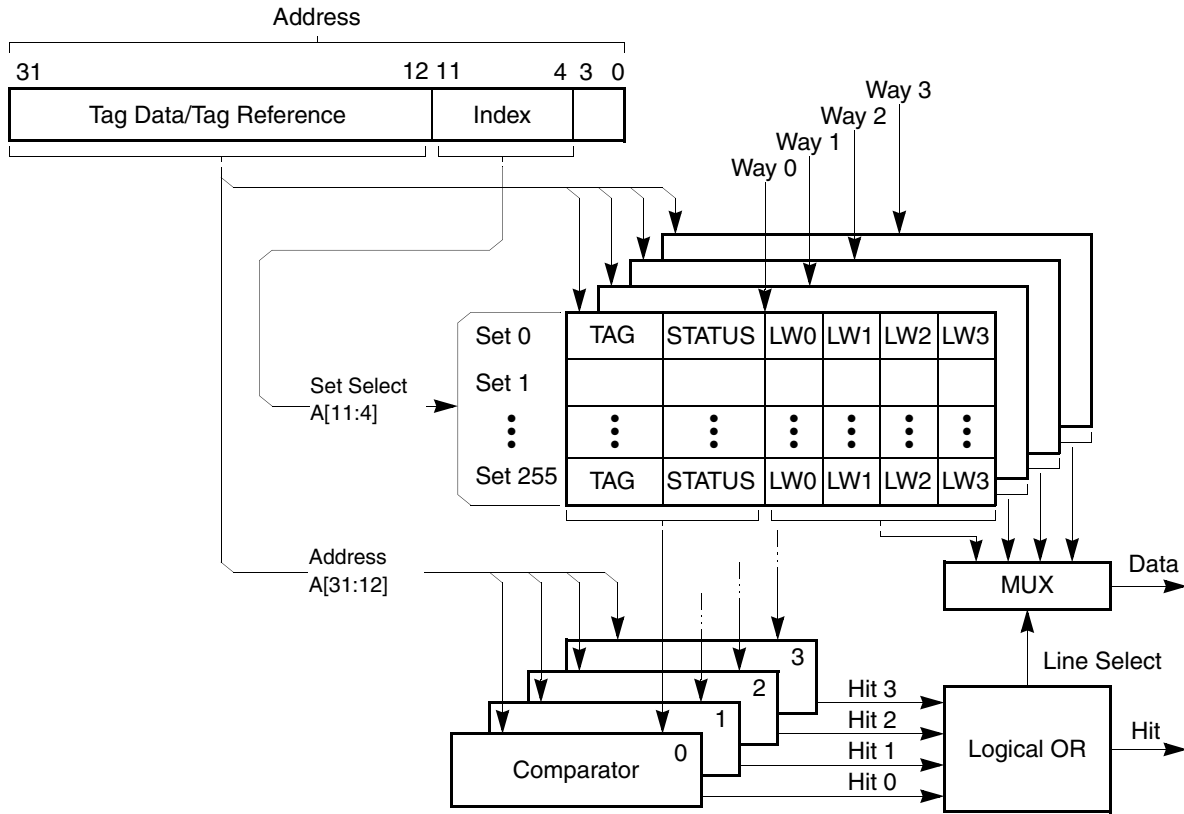 Address
31 12 11 4 3 0
Tag Data/Tag Reference Index
Way 3
Way 2
Way 1
Way 0
Set 0 TAG STATUS LW0 LW1 LW2 LW3
Set 1
Set Select
A[11:4]
Set 255 TAG STATUS LW0 LW1 LW2 LW3
Address
A[31:12]
MUX Data
Line Select
3
2
1
0
Comparator
Hit 3
Hit 2
Hit 1
Hit 0
Logical OR Hit